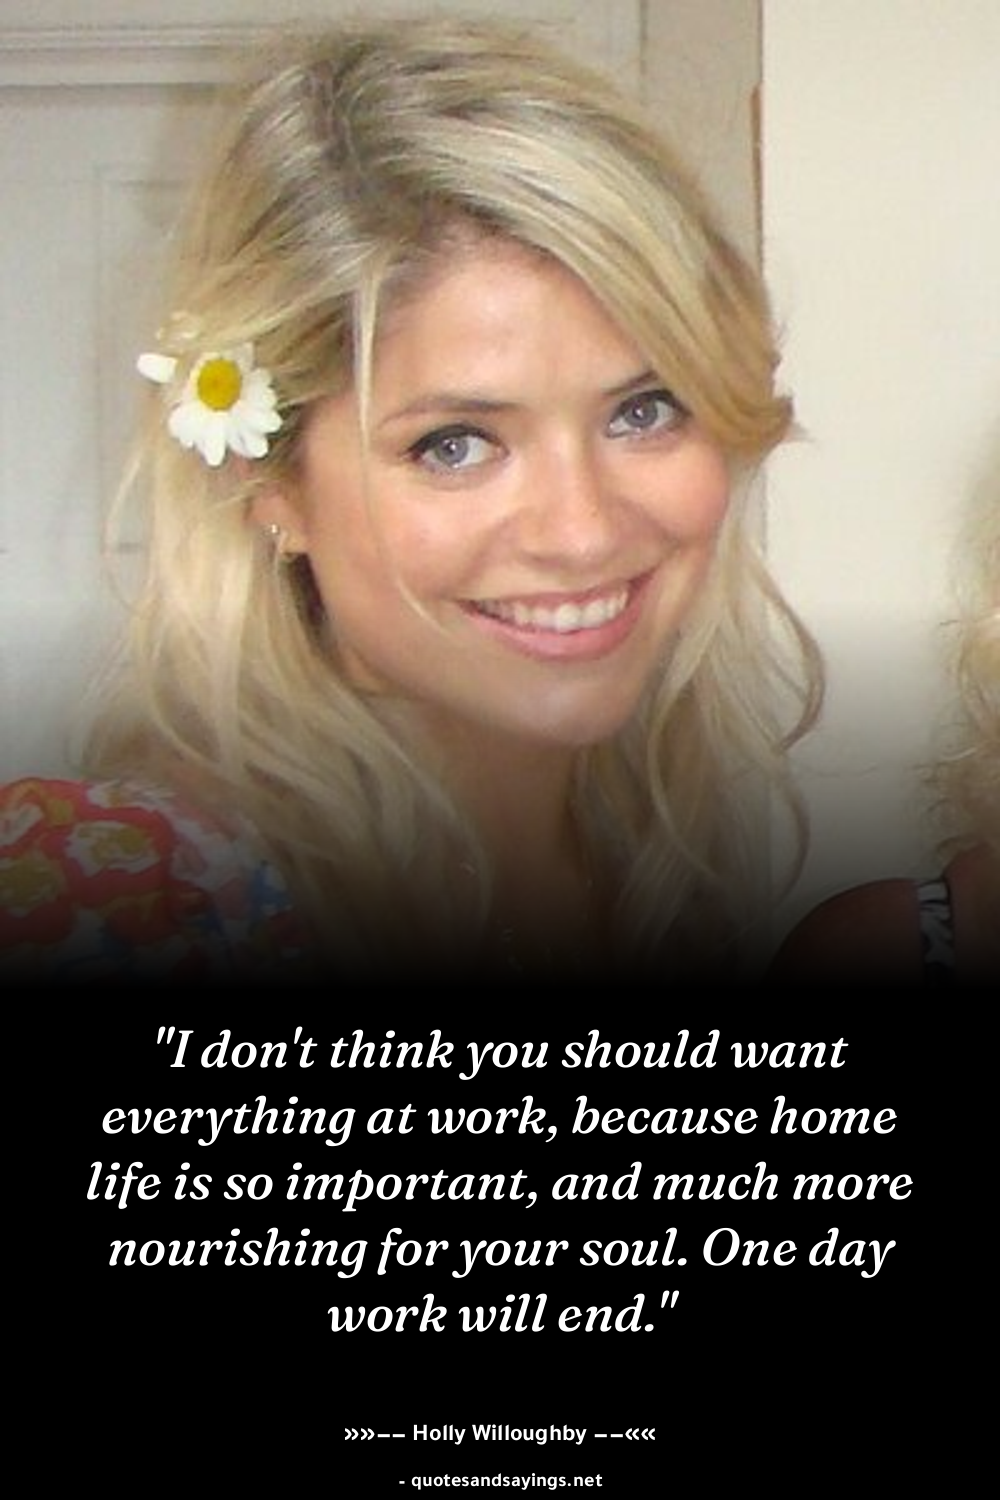 "I don't think you should want
everything at work, because home
life is so important, and much more
nourishing for your soul. One day
work will end."
»»−− Holly Willoughby −−««
- quotesandsayings.net